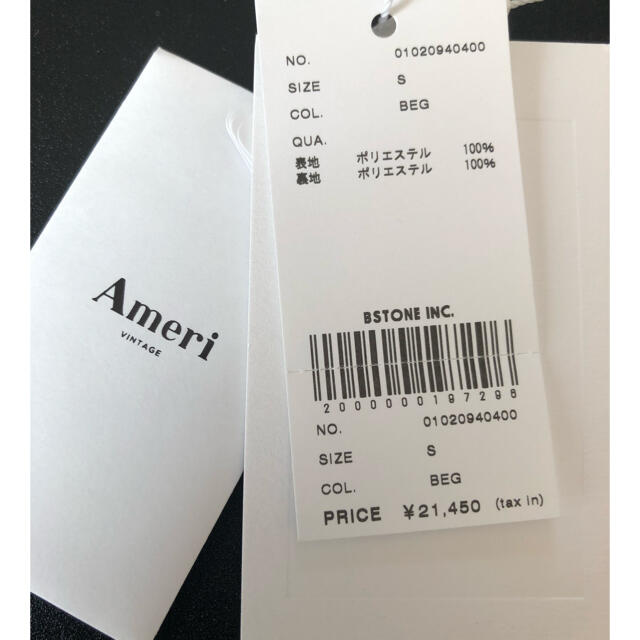 Ameri
VINTAGE
NO. 01020940400
SIZE S
COL. BEG
QUA.
表地 ポリエステル 100%
裏地 ポリエステル 100%
BSTONE INC.
2000000197296
NO. 01020940400
SIZE S
COL. BEG
PRICE ¥21,450 (tax in)